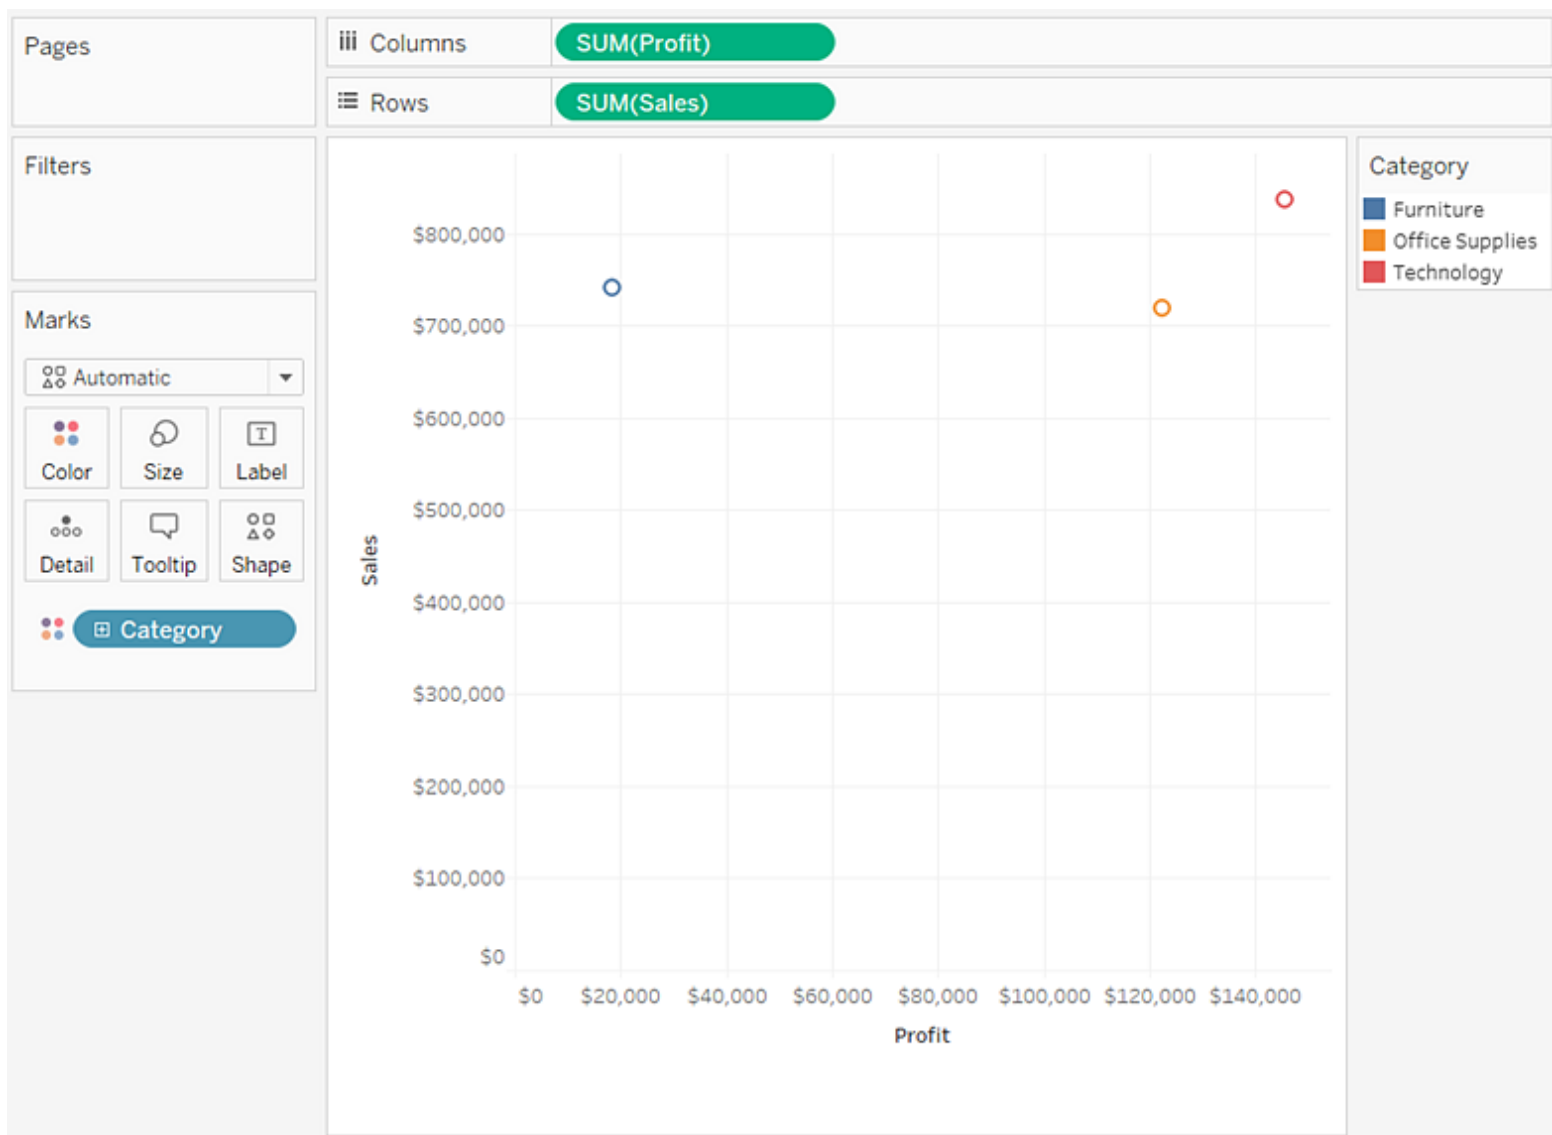 Pages
Columns
SUM(Profit)
Rows
SUM(Sales)
Filters
Marks
Automatic
Color
Size
T
Label
Detail
Tooltip
Shape
Category
$800,000
$700,000
$600,000
$500,000
$400,000
$300,000
$200,000
$100,000
$0
Sales
$0
$20,000
$40,000
$60,000
$80,000
$100,000
$120,000
$140,000
Profit
Category
Furniture
Office Supplies
Technology